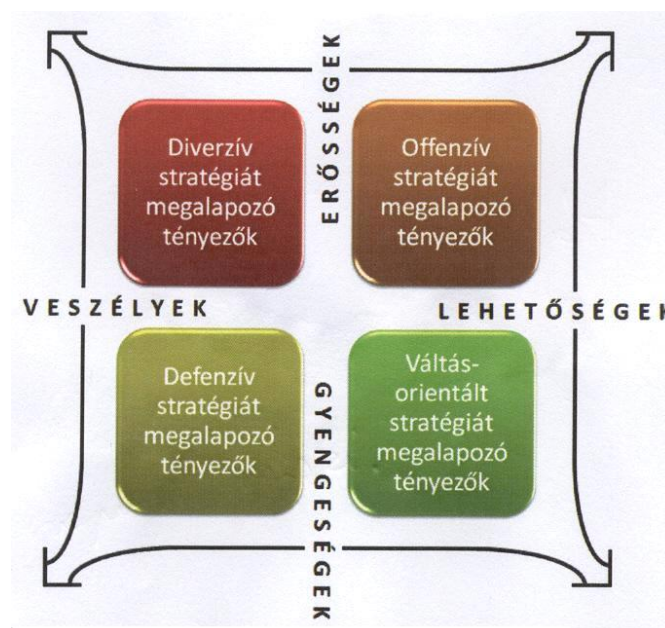 ERŐSSÉGEK
Diverzív
stratégiát
megalapozó
tényezők
Offenzív
stratégiát
megalapozó
tényezők
VESZÉLYEK
LEHETŐSÉGEK
Defenzív
stratégiát
megalapozó
tényezők
Váltás-
orientált
stratégiát
megalapozó
tényezők
GYENGESÉGEK